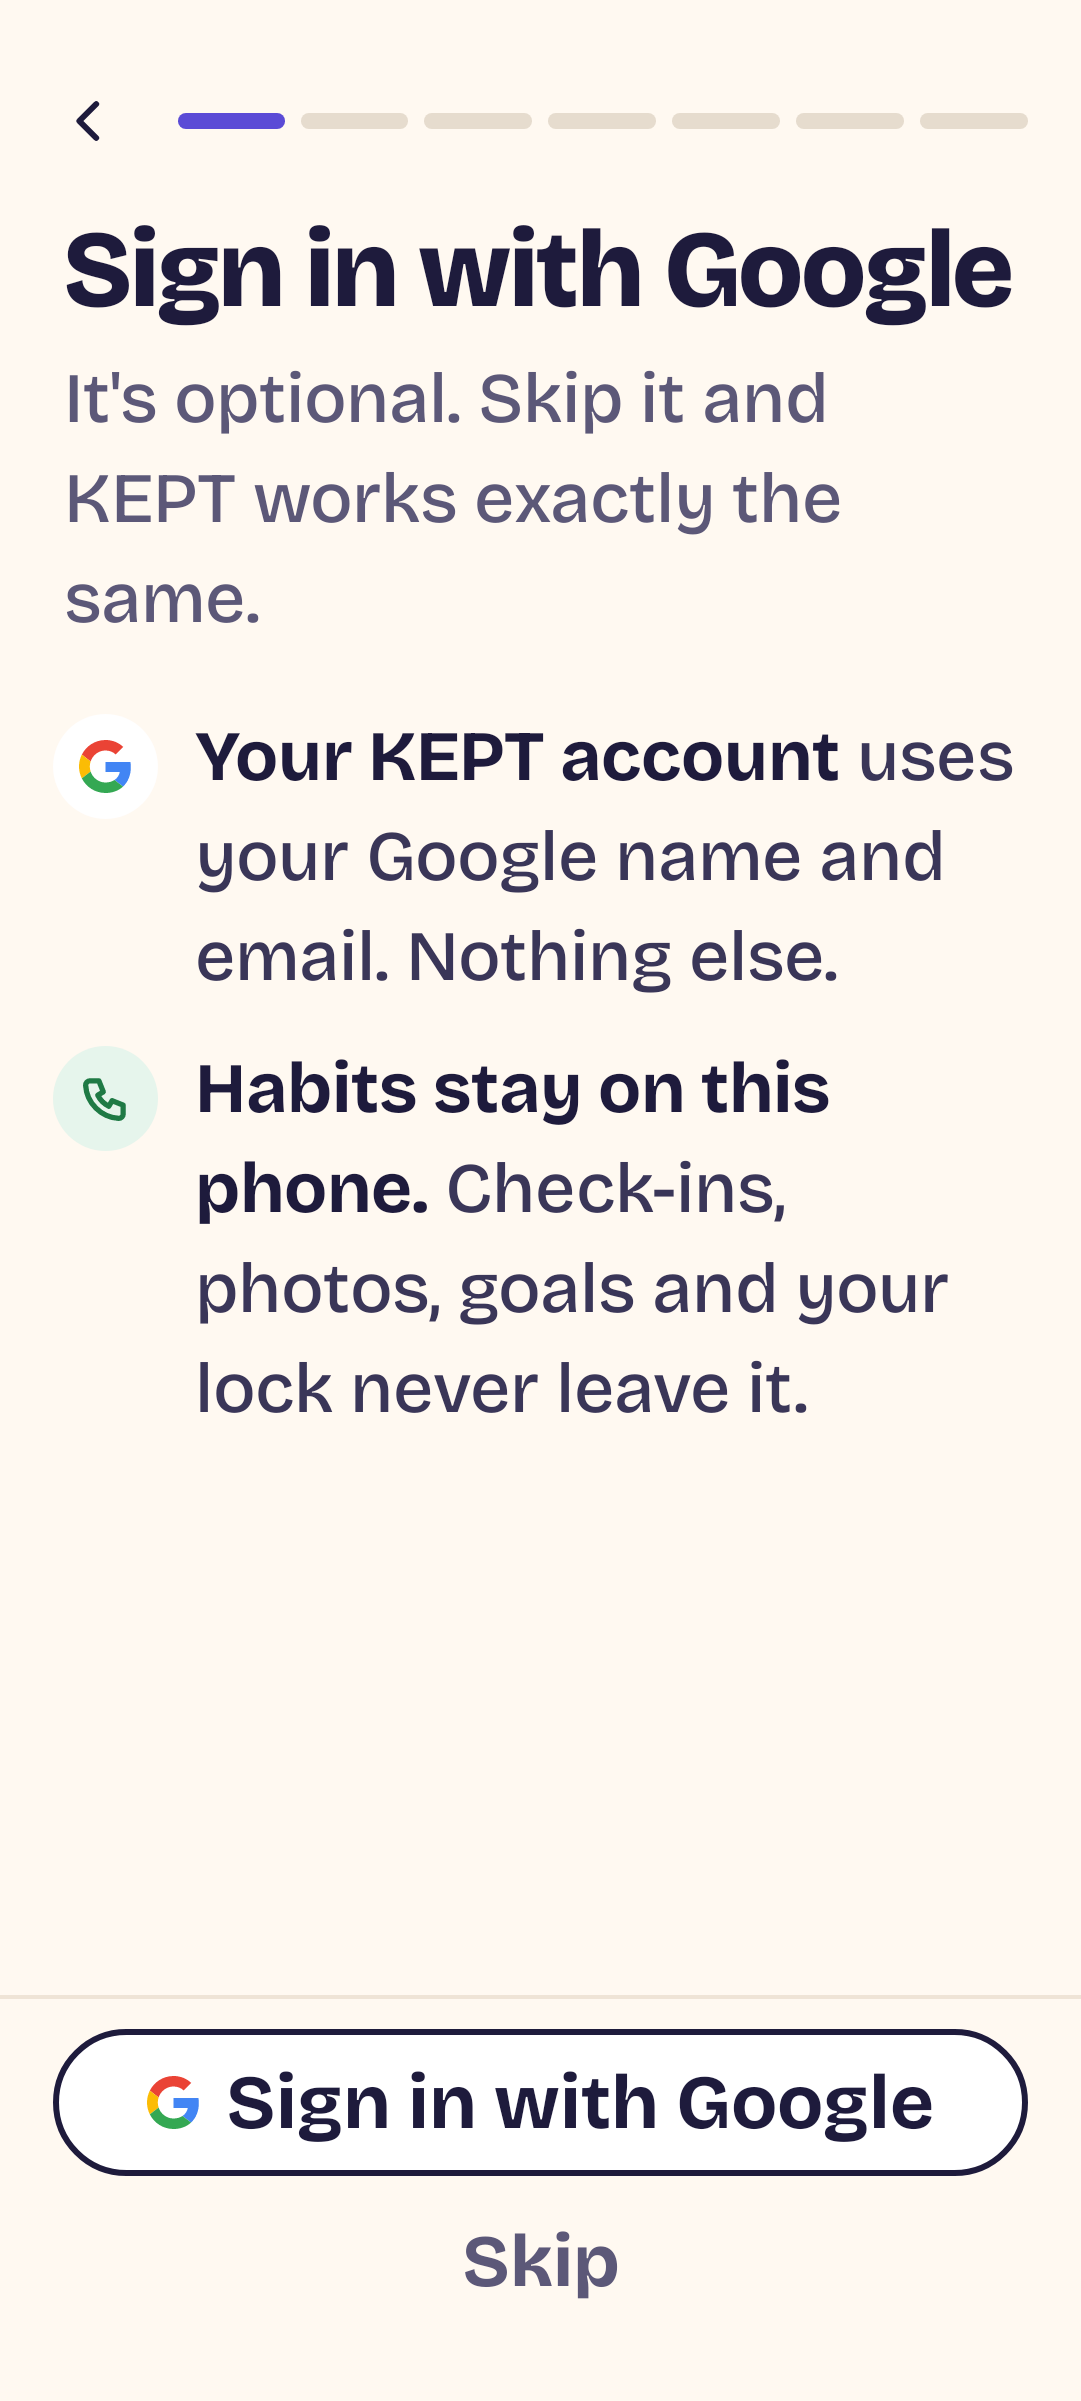 Sign in with Google
It's optional. Skip it and
KEPT works exactly the
same.
Your KEPT account uses
your Google name and
email. Nothing else.
Habits stay on this
phone. Check-ins,
photos, goals and your
lock never leave it.
Sign in with Google
Skip